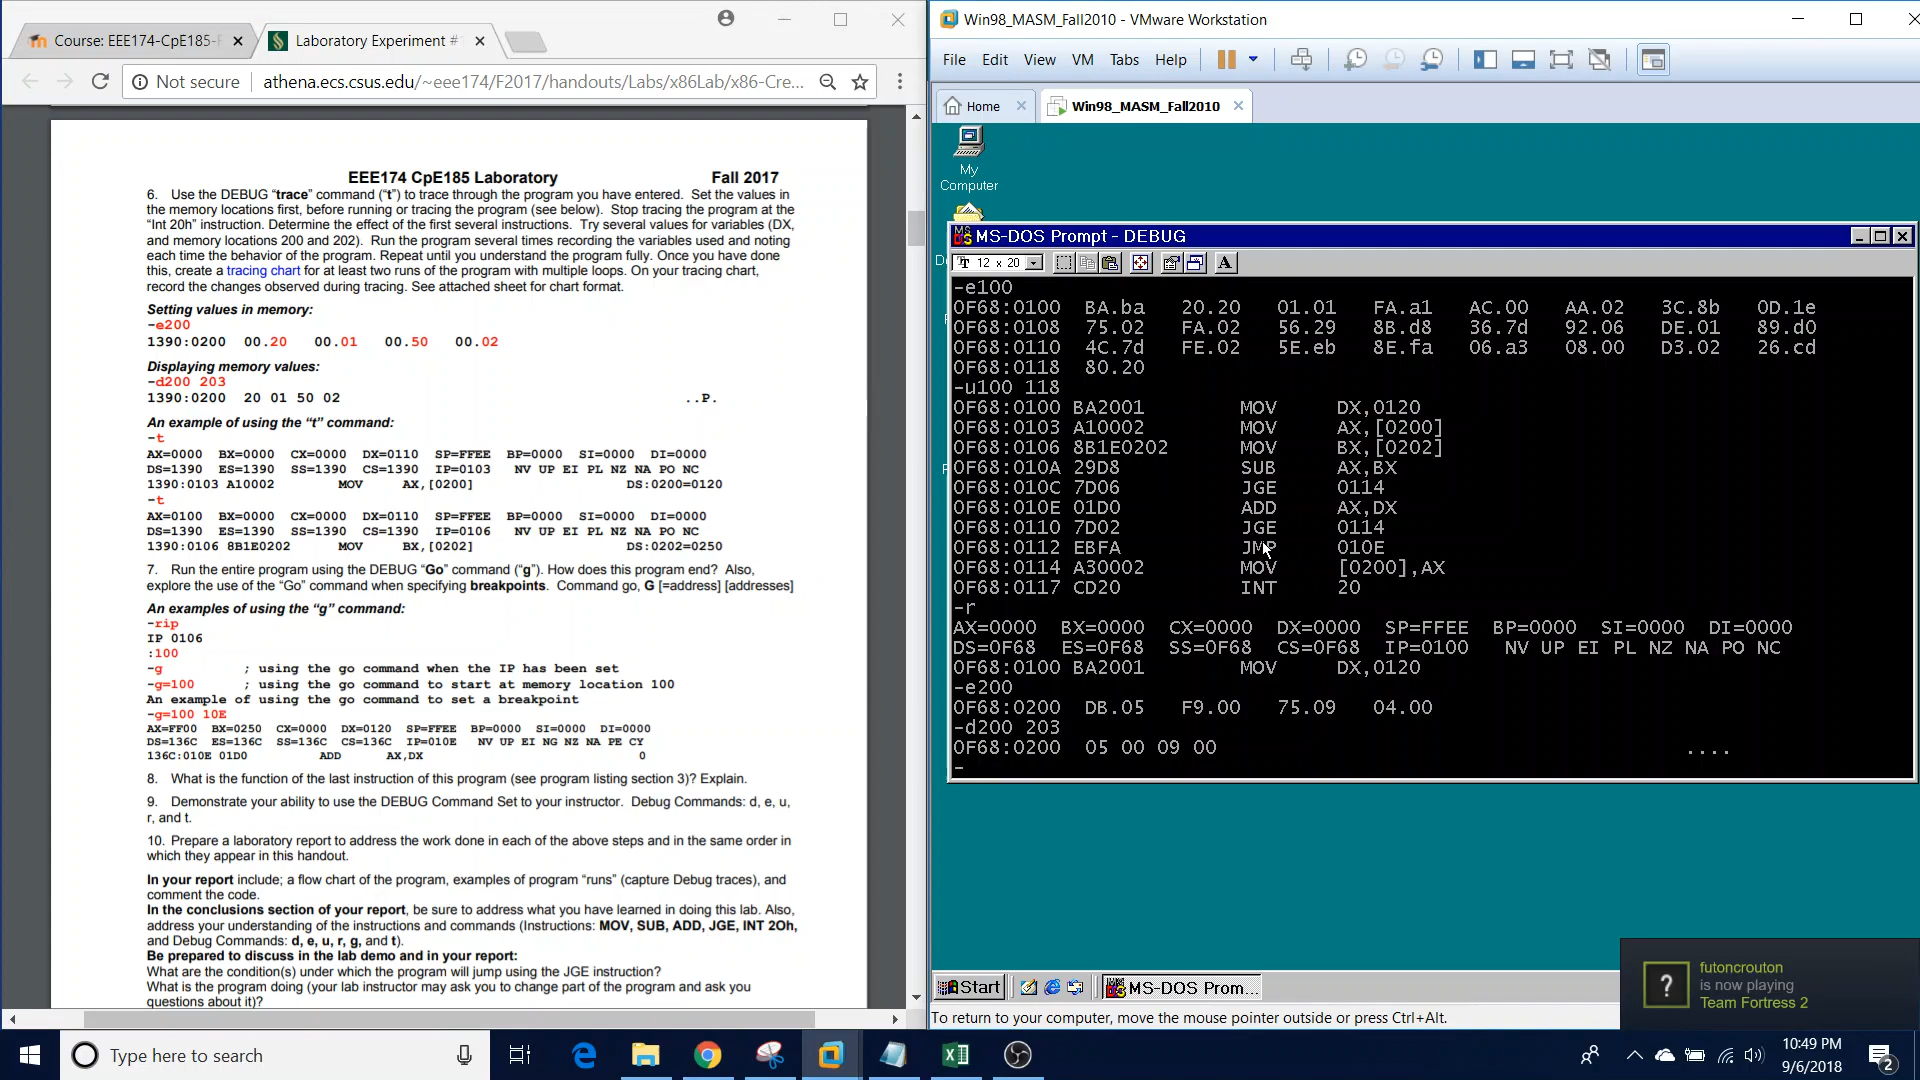 Course: EEE174-CpE185-F
Laboratory Experiment #
Not secure
athena.ecs.csus.edu/~eee174/F2017/handouts/Labs/x86Lab/x86-Cre...
EEE174 CpE185 Laboratory Fall 2017
6. Use the DEBUG “trace” command (“t”) to trace through the program you have entered. Set the values in
the memory locations first, before running or tracing the program (see below). Stop tracing the program at the
“Int 20h” instruction. Determine the effect of the first several instructions. Try several values for variables (DX,
and memory locations 200 and 202). Run the program several times recording the variables used and noting
each time the behavior of the program. Repeat until you understand the program fully. Once you have done
this, create a tracing chart for at least two runs of the program with multiple loops. On your tracing chart,
record the changes observed during tracing. See attached sheet for chart format.
Setting values in memory:
-e200
1390:0200 00.20 00.01 00.50 00.02
Displaying memory values:
-d200 203
1390:0200 20 01 50 02 ..P.
An example of using the “t” command:
-t
AX=0000 BX=0000 CX=0000 DX=0110 SP=FFEE BP=0000 SI=0000 DI=0000
DS=1390 ES=1390 SS=1390 CS=1390 IP=0103 NV UP EI PL NZ NA PO NC
1390:0103 A10002 MOV AX,[0200] DS:0200=0120
-t
AX=0100 BX=0000 CX=0000 DX=0110 SP=FFEE BP=0000 SI=0000 DI=0000
DS=1390 ES=1390 SS=1390 CS=1390 IP=0106 NV UP EI PL NZ NA PO NC
1390:0106 8B1E0202 MOV BX,[0202] DS:0202=0250
7. Run the entire program using the DEBUG “Go” command (“g”). How does this program end? Also,
explore the use of the “Go” command when specifying breakpoints. Command go, G [=address] [addresses]
An examples of using the “g” command:
-rip
IP 0106
:100
-g ; using the go command when the IP has been set
-g=100 ; using the go command to start at memory location 100
An example of using the go command to set a breakpoint
-g=100 10E
AX=FF00 BX=0250 CX=0000 DX=0120 SP=FFEE BP=0000 SI=0000 DI=0000
DS=136C ES=136C SS=136C CS=136C IP=010E NV UP EI NG NZ NA PE CY
136C:010E 01D0 ADD AX,DX 0
8. What is the function of the last instruction of this program (see program listing section 3)? Explain.
9. Demonstrate your ability to use the DEBUG Command Set to your instructor. Debug Commands: d, e, u,
r, and t.
10. Prepare a laboratory report to address the work done in each of the above steps and in the same order in
which they appear in this handout.
In your report include; a flow chart of the program, examples of program “runs” (capture Debug traces), and
comment the code.
In the conclusions section of your report, be sure to address what you have learned in doing this lab. Also,
address your understanding of the instructions and commands (Instructions: MOV, SUB, ADD, JGE, INT 2Oh,
and Debug Commands: d, e, u, r, g, and t).
Be prepared to discuss in the lab demo and in your report:
What are the condition(s) under which the program will jump using the JGE instruction?
What is the program doing (your lab instructor may ask you to change part of the program and ask you
questions about it)?
Win98_MASM_Fall2010 - VMware Workstation
File Edit View VM Tabs Help
Home
Win98_MASM_Fall2010
My
Computer
MS-DOS Prompt - DEBUG
12 x 20
-e100
0F68:0100 BA.ba 20.20 01.01 FA.a1 AC.00 AA.02 3C.8b 0D.1e
0F68:0108 75.02 FA.02 56.29 8B.d8 36.7d 92.06 DE.01 89.d0
0F68:0110 4C.7d FE.02 5E.eb 8E.fa 06.a3 08.00 D3.02 26.cd
0F68:0118 80.20
-u100 118
0F68:0100 BA2001 MOV DX,0120
0F68:0103 A10002 MOV AX,[0200]
0F68:0106 8B1E0202 MOV BX,[0202]
0F68:010A 29D8 SUB AX,BX
0F68:010C 7D06 JGE 0114
0F68:010E 01D0 ADD AX,DX
0F68:0110 7D02 JGE 0114
0F68:0112 EBFA JMP 010E
0F68:0114 A30002 MOV [0200],AX
0F68:0117 CD20 INT 20
-r
AX=0000 BX=0000 CX=0000 DX=0000 SP=FFEE BP=0000 SI=0000 DI=0000
DS=0F68 ES=0F68 SS=0F68 CS=0F68 IP=0100 NV UP EI PL NZ NA PO NC
0F68:0100 BA2001 MOV DX,0120
-e200
0F68:0200 DB.05 F9.00 75.09 04.00
-d200 203
0F68:0200 05 00 09 00 ....
-
Start
MS-DOS Prom...
To return to your computer, move the mouse pointer outside or press Ctrl+Alt.
futoncrouton
is now playing
Team Fortress 2
Type here to search
10:49 PM
9/6/2018
2